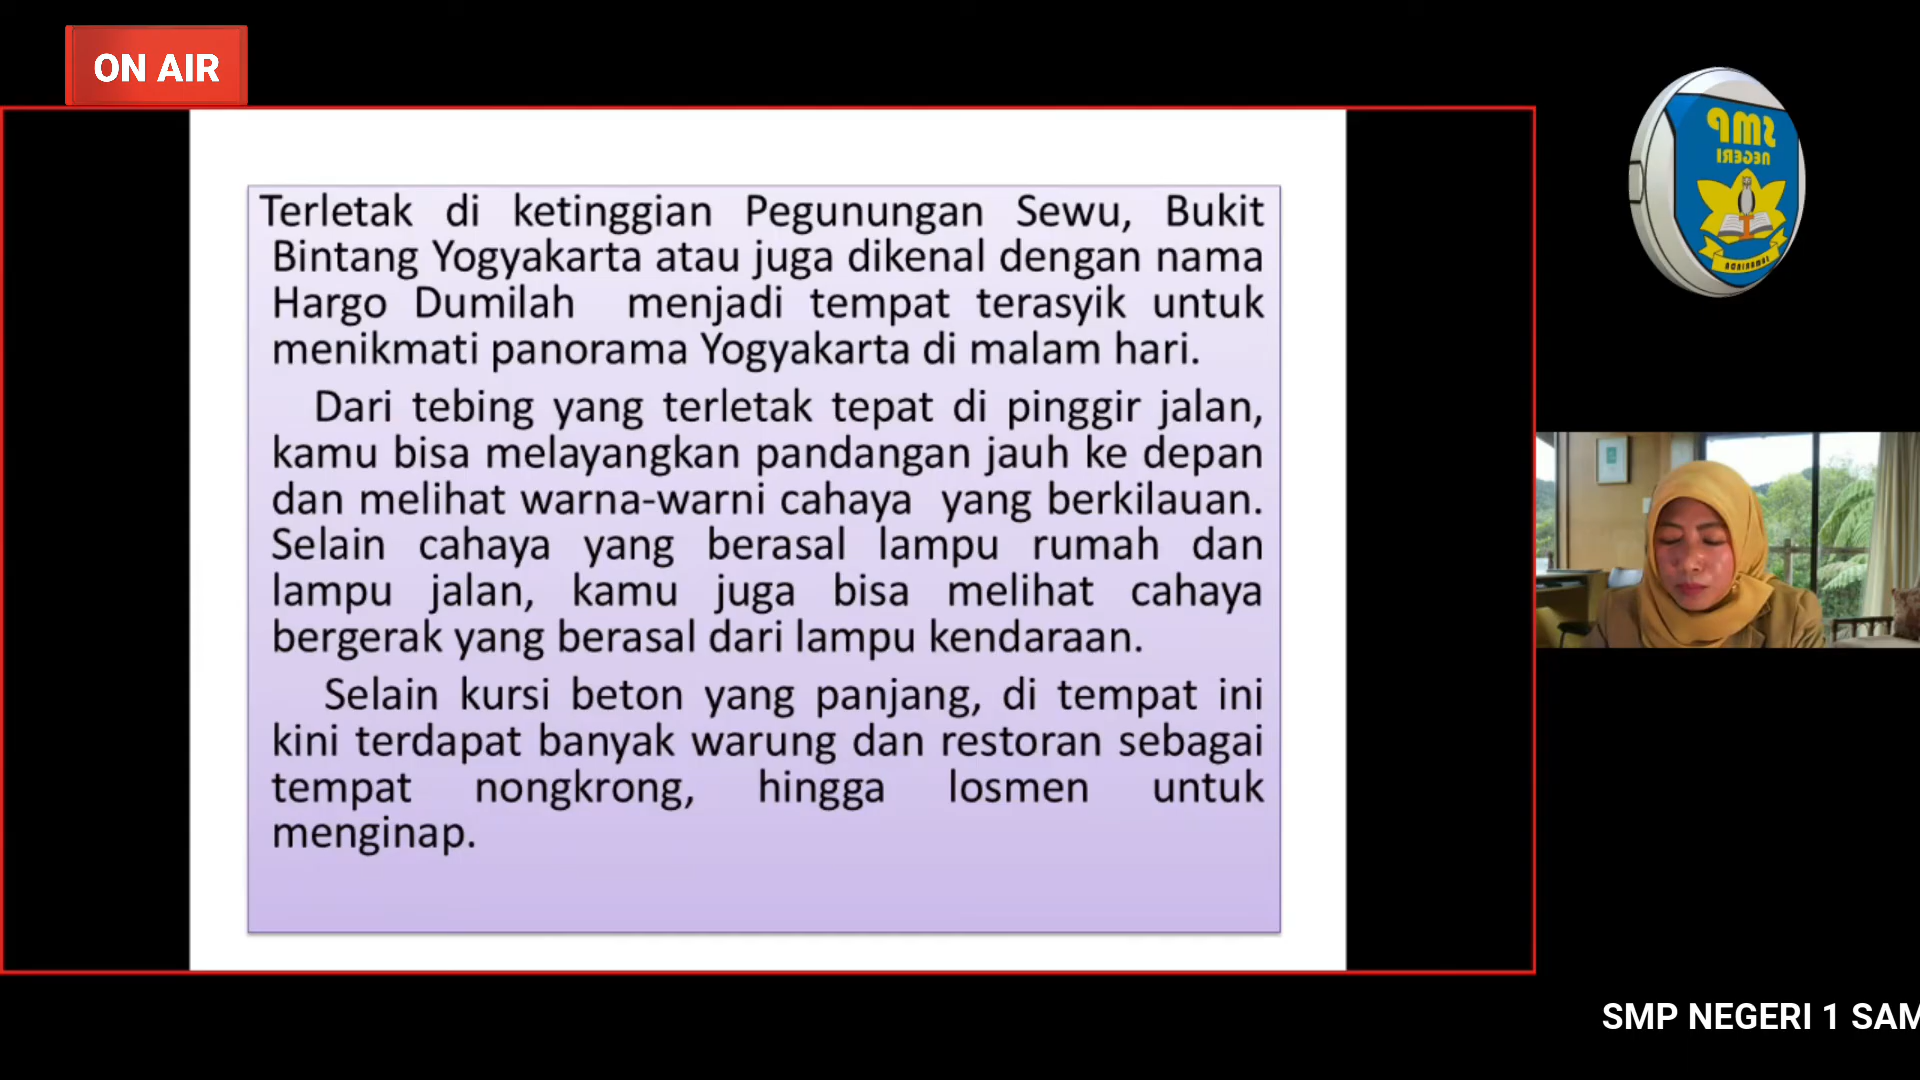 ON AIR
SMP
NEGERI
SAMARINDA
Terletak di ketinggian Pegunungan Sewu, Bukit
Bintang Yogyakarta atau juga dikenal dengan nama
Hargo Dumilah menjadi tempat terasyik untuk
menikmati panorama Yogyakarta di malam hari.
Dari tebing yang terletak tepat di pinggir jalan,
kamu bisa melayangkan pandangan jauh ke depan
dan melihat warna-warni cahaya yang berkilauan.
Selain cahaya yang berasal lampu rumah dan
lampu jalan, kamu juga bisa melihat cahaya
bergerak yang berasal dari lampu kendaraan.
Selain kursi beton yang panjang, di tempat ini
kini terdapat banyak warung dan restoran sebagai
tempat nongkrong, hingga losmen untuk
menginap.
SMP NEGERI 1 SAM